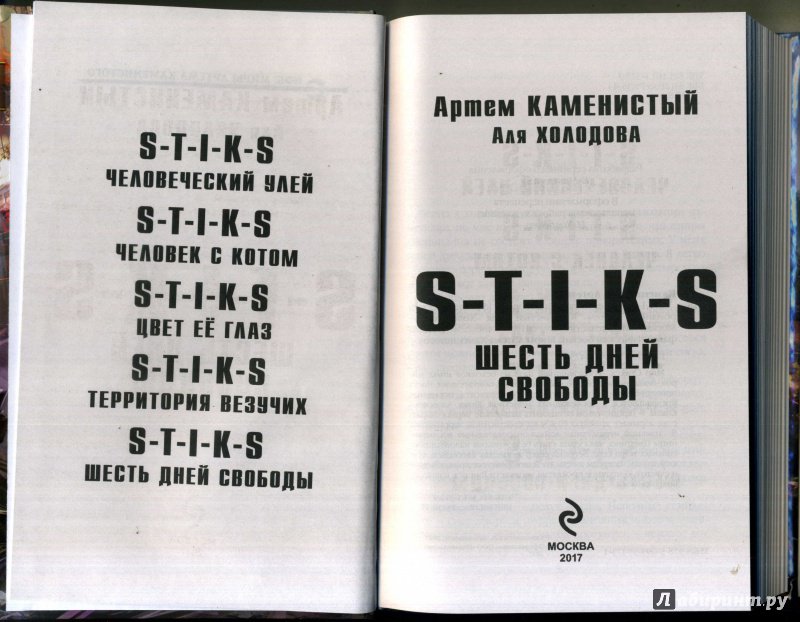 S-T-I-K-S
ЧЕЛОВЕЧЕСКИЙ УЛЕЙ
S-T-I-K-S
ЧЕЛОВЕК С КОТОМ
S-T-I-K-S
ЦВЕТ ЕЁ ГЛАЗ
S-T-I-K-S
ТЕРРИТОРИЯ ВЕЗУЧИХ
S-T-I-K-S
ШЕСТЬ ДНЕЙ СВОБОДЫ
Артем КАМЕНИСТЫЙ
Аля ХОЛОДОВА
S-T-I-K-S
ШЕСТЬ ДНЕЙ
СВОБОДЫ
МОСКВА
2017
Лабиринт.ру